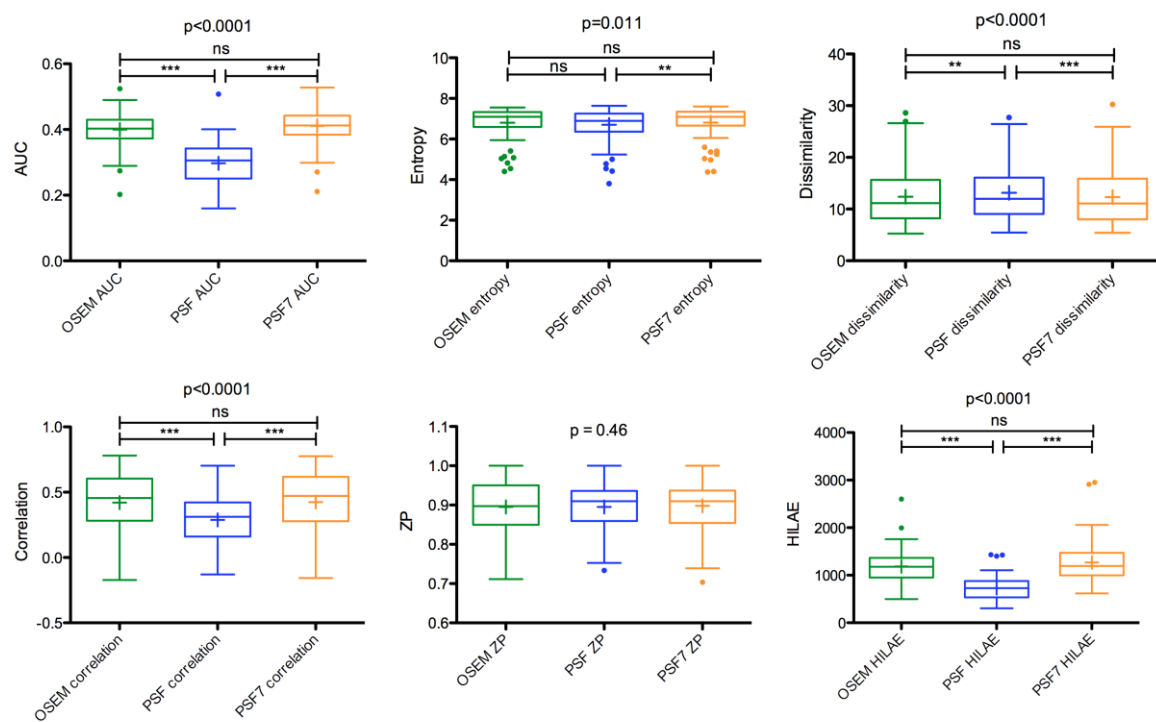 p<0.0001
ns
*** ***
AUC
0.6
0.4
0.2
0.0
OSEM AUC
PSF AUC
PSF7 AUC
p=0.011
ns
ns **
Entropy
10
8
6
4
2
0
OSEM entropy
PSF entropy
PSF7 entropy
p<0.0001
ns
** ***
Dissimilarity
40
30
20
10
0
OSEM dissimilarity
PSF dissimilarity
PSF7 dissimilarity
p<0.0001
ns
*** ***
Correlation
1.0
0.5
0.0
-0.5
OSEM correlation
PSF correlation
PSF7 correlation
p = 0.46
ZP
1.1
1.0
0.9
0.8
0.7
0.6
OSEM ZP
PSF ZP
PSF7 ZP
p<0.0001
ns
*** ***
HILAE
4000
3000
2000
1000
0
OSEM HILAE
PSF HILAE
PSF7 HILAE